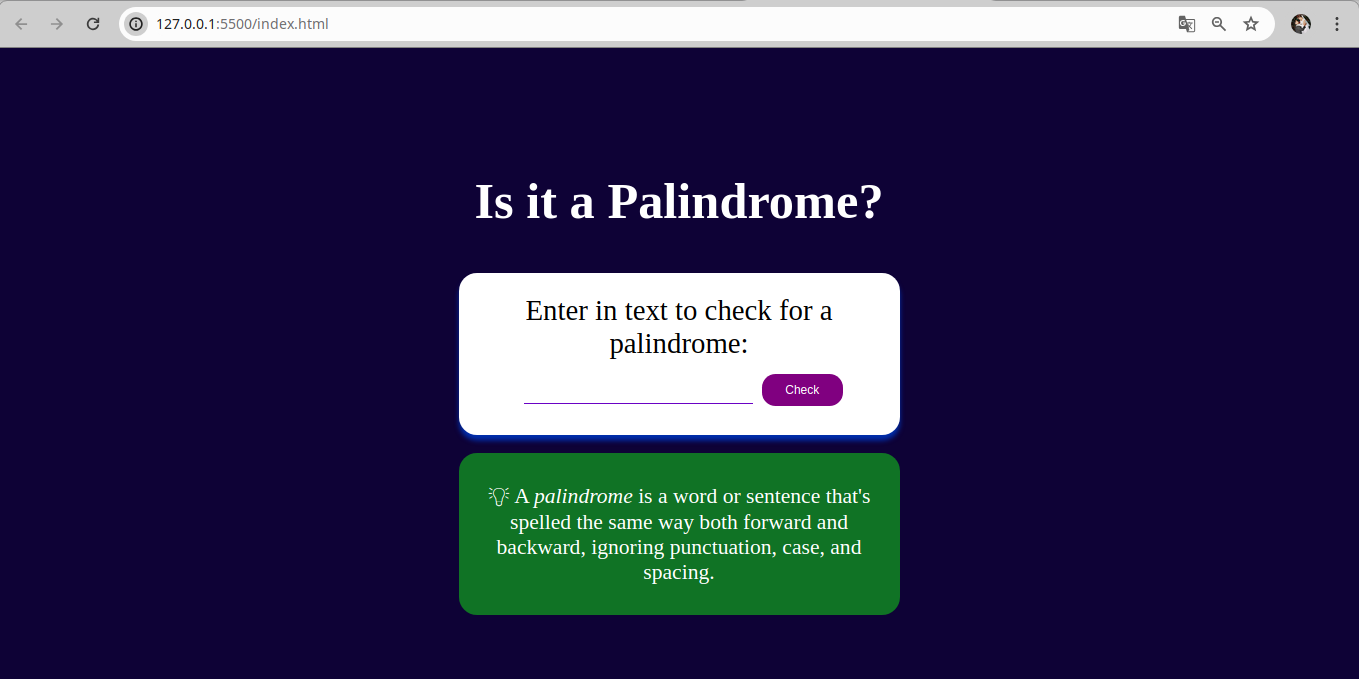 127.0.0.1:5500/index.html
Is it a Palindrome?
Enter in text to check for a
palindrome:
Check
💡 A palindrome is a word or sentence that's
spelled the same way both forward and
backward, ignoring punctuation, case, and
spacing.